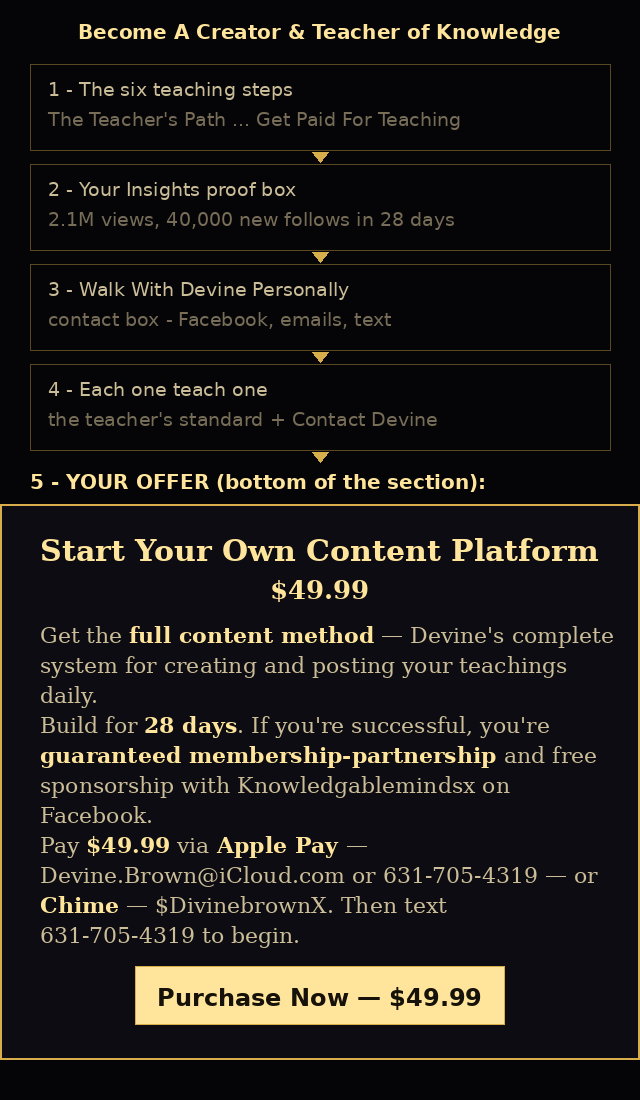 Become A Creator & Teacher of Knowledge
1 - The six teaching steps
The Teacher's Path ... Get Paid For Teaching
2 - Your Insights proof box
2.1M views, 40,000 new follows in 28 days
3 - Walk With Devine Personally
contact box - Facebook, emails, text
4 - Each one teach one
the teacher's standard + Contact Devine
5 - YOUR OFFER (bottom of the section):
Start Your Own Content Platform
$49.99
Get the full content method — Devine's complete
system for creating and posting your teachings
daily.
Build for 28 days. If you're successful, you're
guaranteed membership-partnership and free
sponsorship with Knowledgablemindsx on
Facebook.
Pay $49.99 via Apple Pay —
Devine.Brown@iCloud.com or 631-705-4319 — or
Chime — $DivinebrownX. Then text
631-705-4319 to begin.
Purchase Now — $49.99